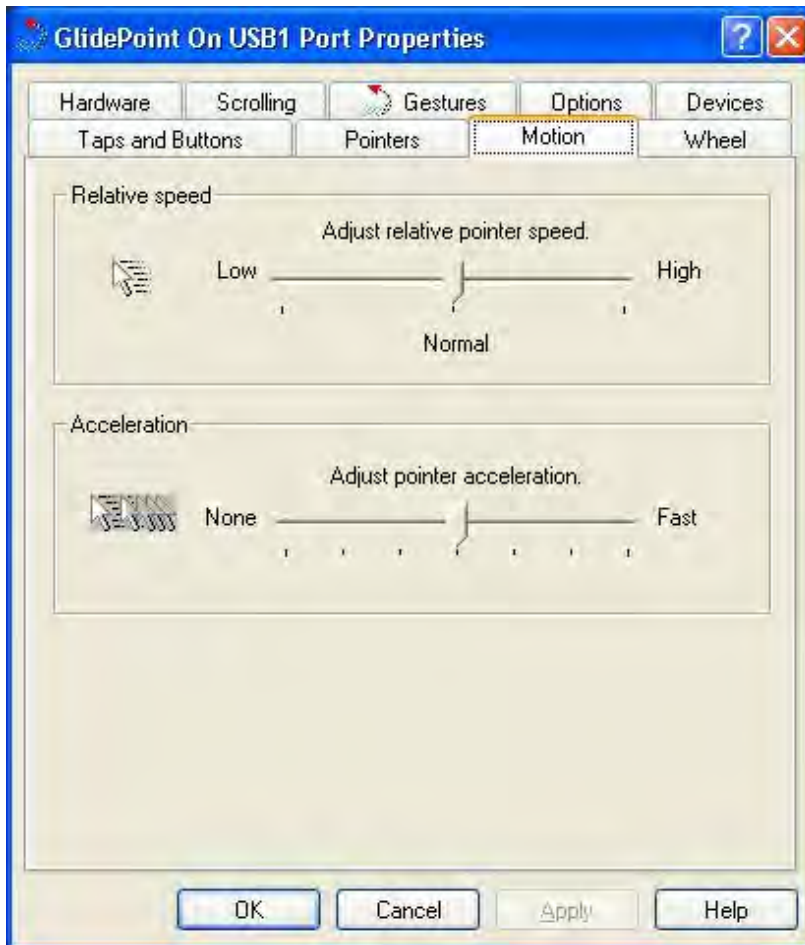 GlidePoint On USB1 Port Properties
Hardware Scrolling Gestures Options Devices
Taps and Buttons Pointers Motion Wheel
Relative speed
Adjust relative pointer speed.
Low High
Normal
Acceleration
Adjust pointer acceleration.
None Fast
OK Cancel Apply Help